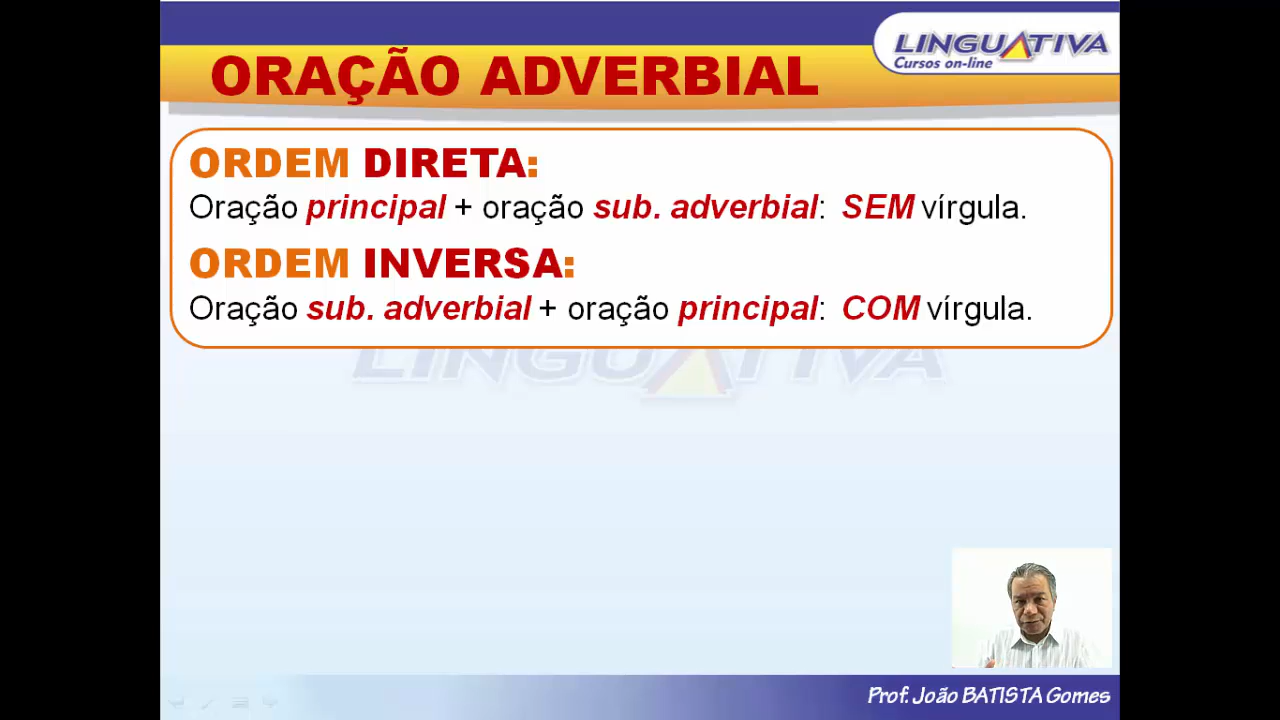 LINGUATIVA
Cursos on-line
ORAÇÃO ADVERBIAL
ORDEM DIRETA:
Oração principal + oração sub. adverbial: SEM vírgula.
ORDEM INVERSA:
Oração sub. adverbial + oração principal: COM vírgula.
LINGUATIVA
Prof. João BATISTA Gomes